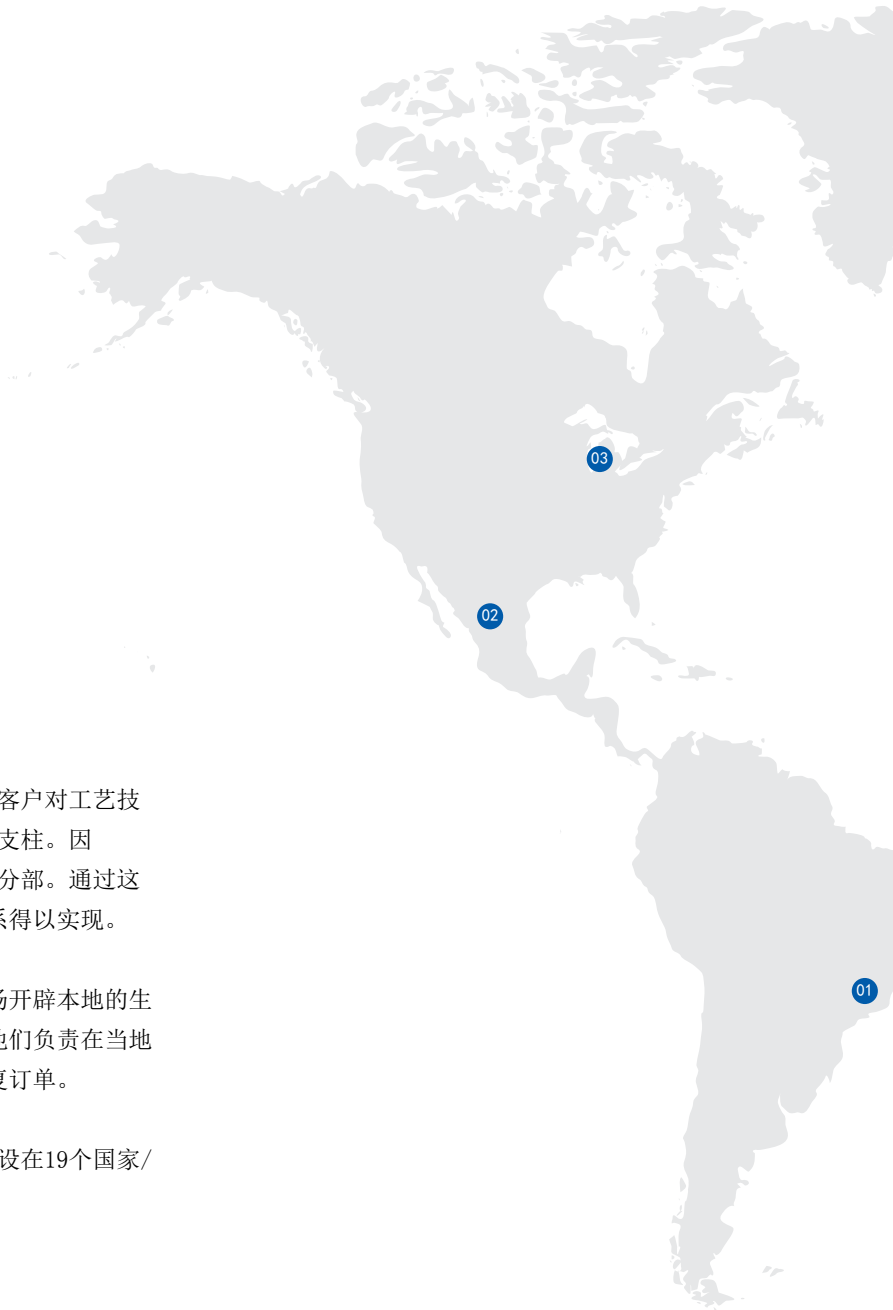 03
02
客户对工艺技
支柱。因
分部。通过这
系得以实现。
场开辟本地的生
他们负责在当地
复订单。
设在19个国家/
01